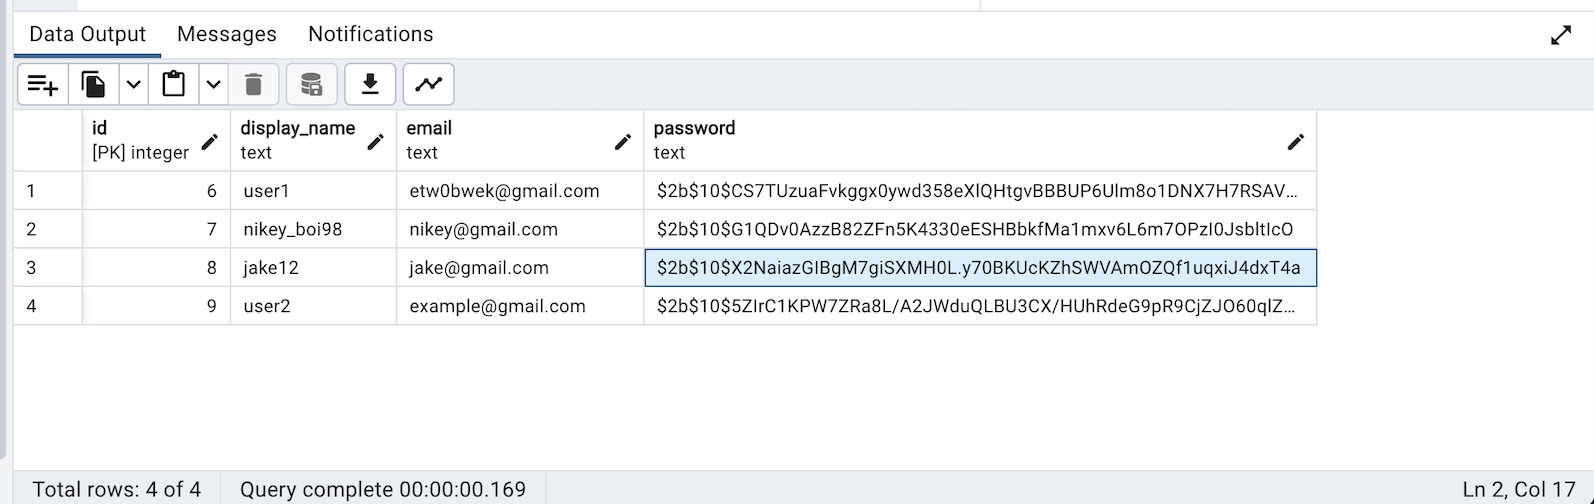 Data Output Messages Notifications
id display_name email password
[PK] integer text text text
1 6 user1 etw0bwek@gmail.com $2b$10$CS7TUzuaFvkggx0ywd358eXlQHtgvBBBUP6Ulm8o1DNX7H7RSAV...
2 7 nikey_boi98 nikey@gmail.com $2b$10$G1QDv0AzzB82ZFn5K4330eESHBbkfMa1mxv6L6m7OPzI0JsbltIcO
3 8 jake12 jake@gmail.com $2b$10$X2NaiazGlBgM7giSXMH0L.y70BKUcKZhSWVAmOZQf1uqxiJ4dxT4a
4 9 user2 example@gmail.com $2b$10$5ZIrC1KPW7ZRa8L/A2JWduQLBU3CX/HUhRdeG9pR9CjZJO60qlZ...
Total rows: 4 of 4 Query complete 00:00:00.169 Ln 2, Col 17